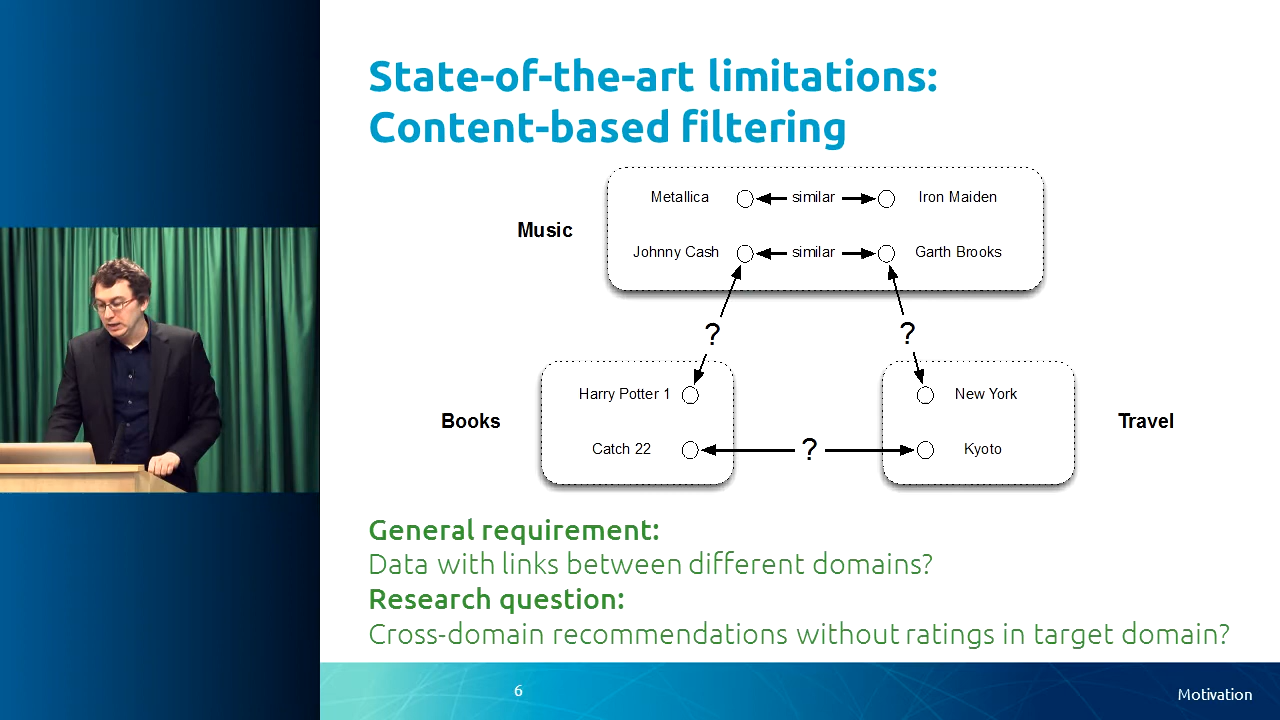 State-of-the-art limitations:
Content-based filtering
Music
Metallica similar Iron Maiden
Johnny Cash similar Garth Brooks
? ?
Books
Harry Potter 1
Catch 22
?
New York
Kyoto
Travel
General requirement:
Data with links between different domains?
Research question:
Cross-domain recommendations without ratings in target domain?
6
Motivation